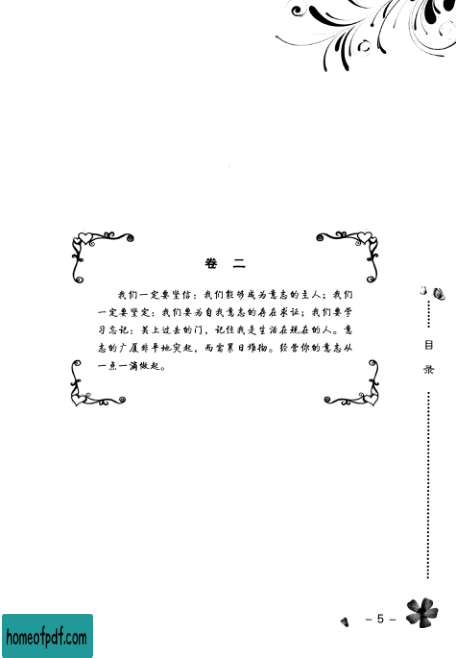 卷 二
我们一定要坚信：我们能够成为意志的主人；我们
一定要坚定：我们要为自我意志的存在求证；我们要学
习忘记：关上过去的门，记住我是生活在现在的人。意
志的广厦非平地突起，而需累日堆物。经营你的意志从
一点一滴做起。
目
录
- 5 -
homeofpdf.com